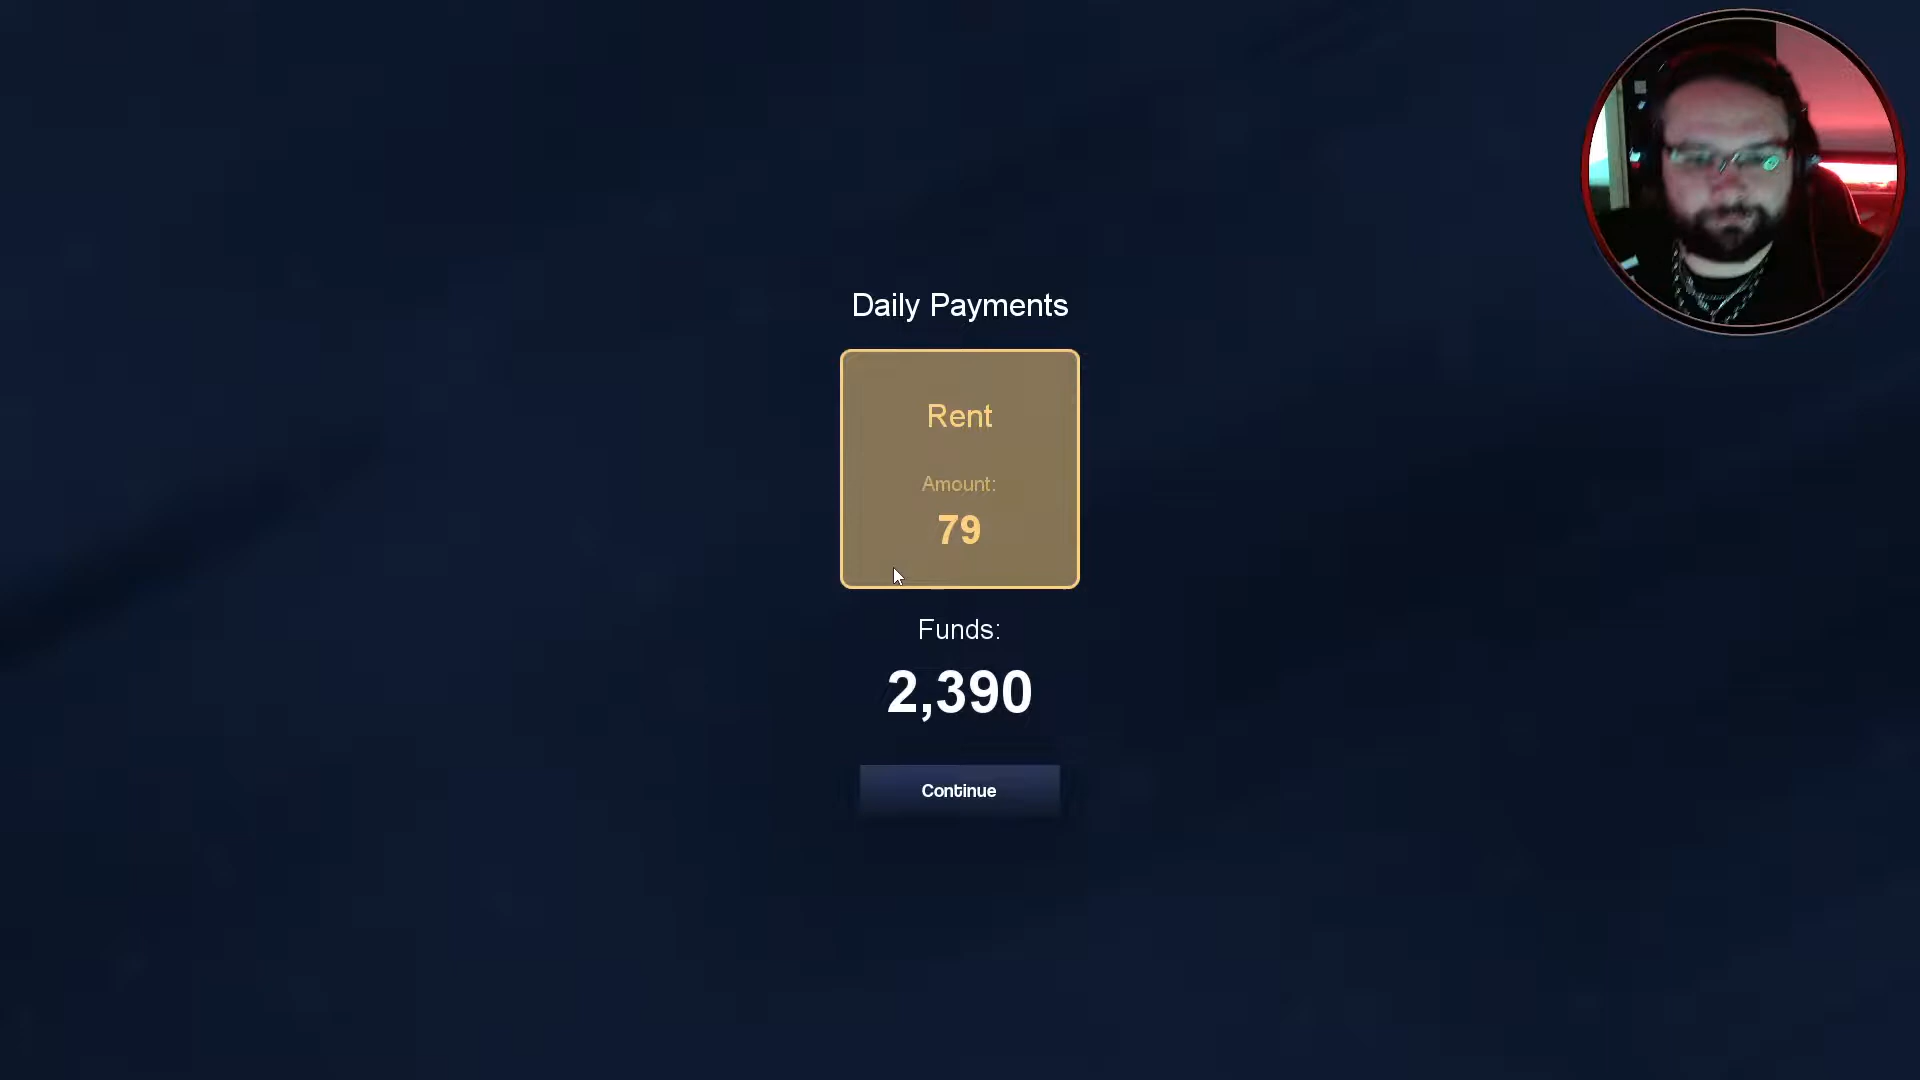 Daily Payments
Rent
Amount:
79
Funds:
2,390
Continue